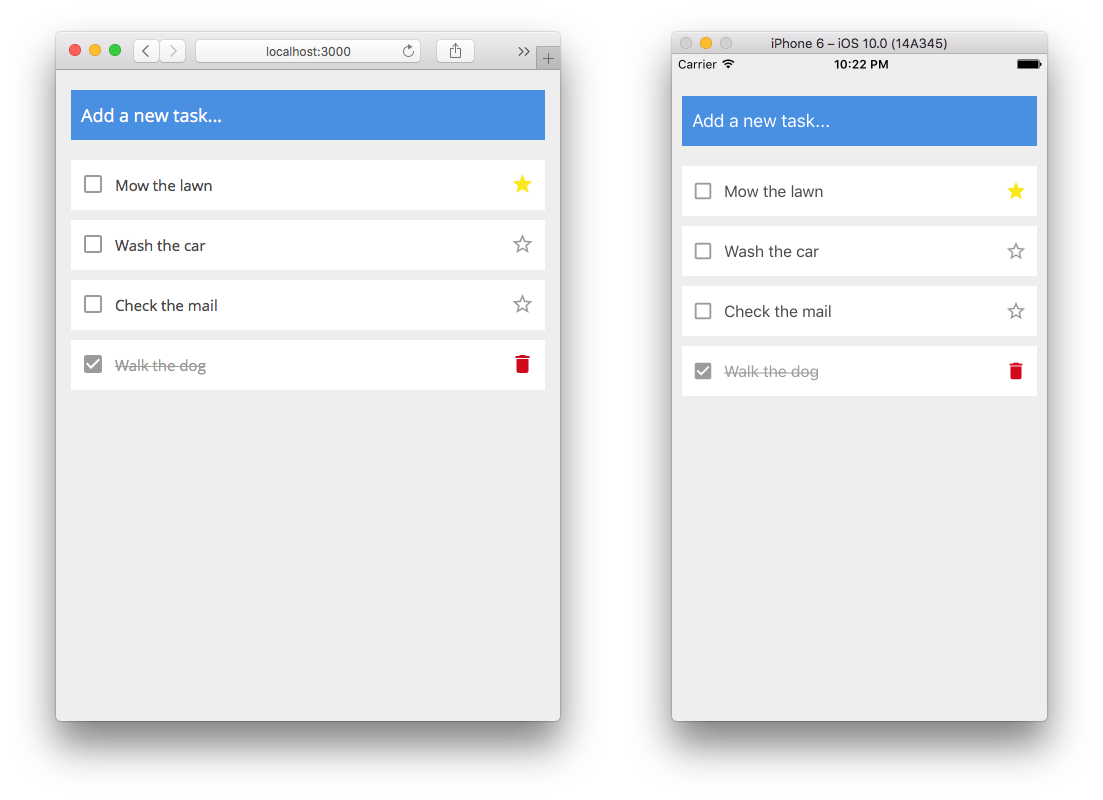 localhost:3000
Add a new task...
Mow the lawn
Wash the car
Check the mail
Walk the dog
iPhone 6 – iOS 10.0 (14A345)
Carrier 10:22 PM
Add a new task...
Mow the lawn
Wash the car
Check the mail
Walk the dog